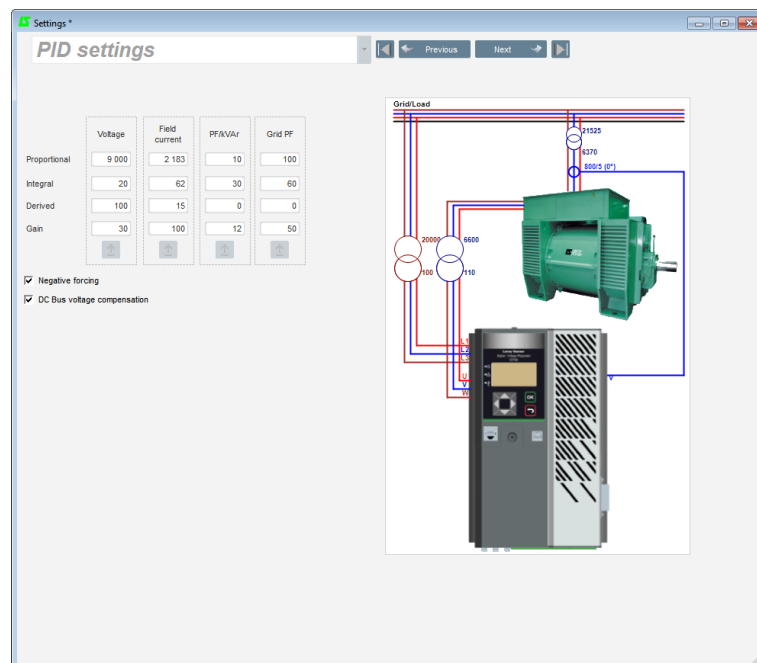 Settings *
PID settings
Previous
Next
Voltage
Field current
PF/kVAr
Grid PF
Proportional 9 000 2 183 10 100
Integral 20 62 30 60
Derived 100 15 0 0
Gain 30 100 12 50
Negative forcing
DC Bus voltage compensation
Grid/Load
21525
6370
800/5 (0°)
20000
6600
100
110
L1
L2
L3
U
V
W
V
OK